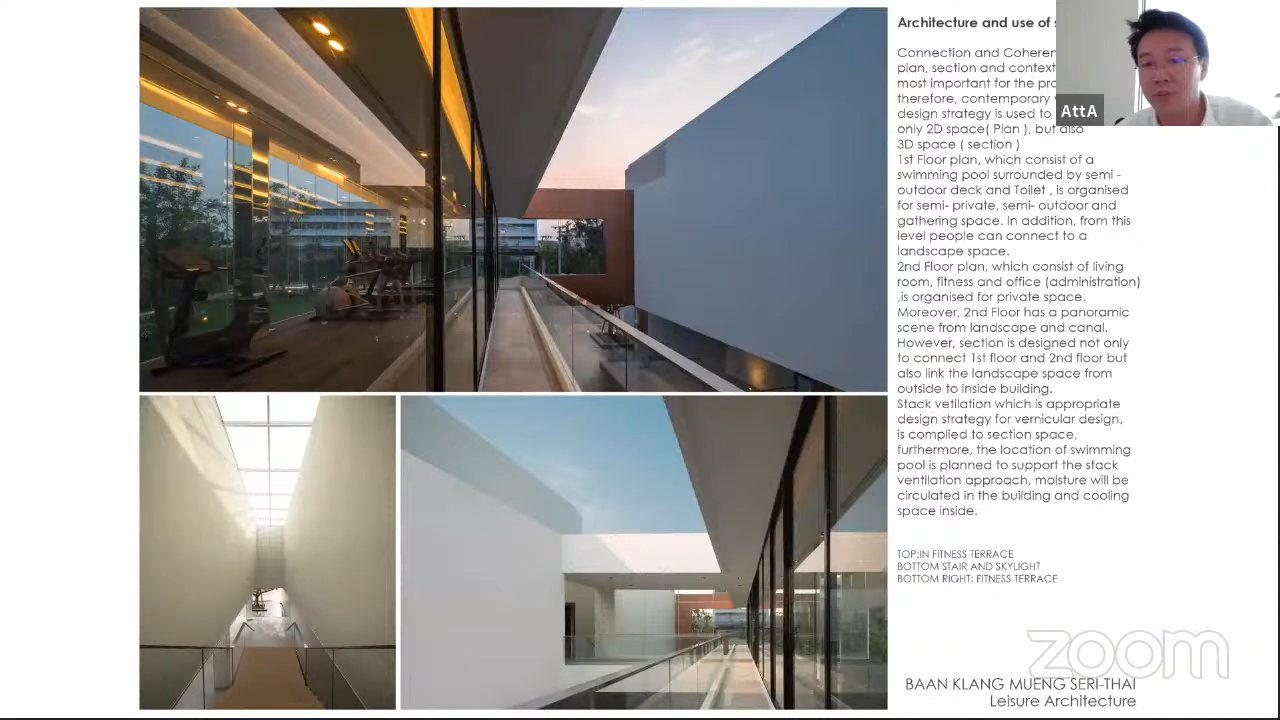 Architecture and use of
Connection and Coheren
plan, section and context
most important for the pro
therefore, contemporary
design strategy is used to
only 2D space( Plan ), but also
3D space ( section )
1st Floor plan, which consist of a
swimming pool surrounded by semi -
outdoor deck and Toilet , is organised
for semi- private, semi- outdoor and
gathering space. In addition, from this
level people can connect to a
landscape space.
2nd Floor plan, which consist of living
room, fitness and office (administration)
,is organised for private space.
Moreover, 2nd Floor has a panoramic
scene from landscape and canal.
However, section is designed not only
to connect 1st floor and 2nd floor but
also link the landscape space from
outside to inside building.
Stack vetilation which is appropriate
design strategy for vernicular design,
is complied to section space,
furthermore, the location of swimming
pool is planned to support the stack
ventilation approach, moisture will be
circulated in the building and cooling
space inside.
TOP:IN FITNESS TERRACE
BOTTOM STAIR AND SKYLIGHT
BOTTOM RIGHT: FITNESS TERRACE
AttA
zoom
BAAN KLANG MUENG SERI-THAI
Leisure Architecture